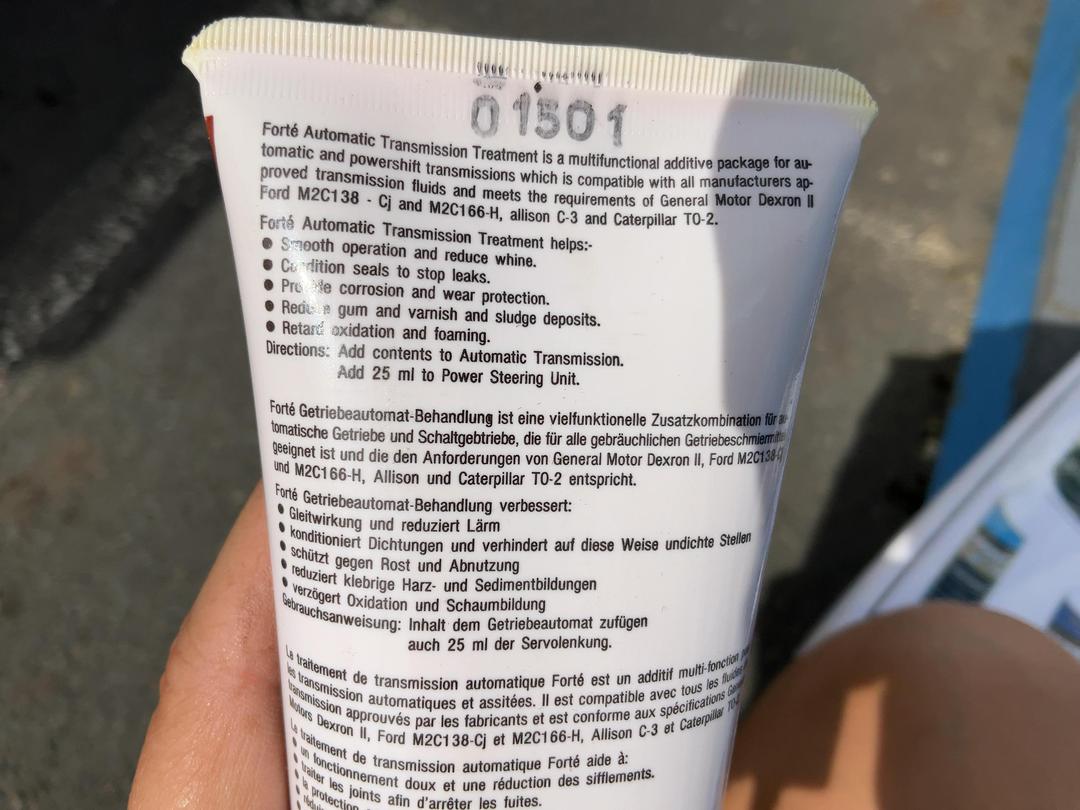 01501
Forté Automatic Transmission Treatment is a multifunctional additive package for au-
tomatic and powershift transmissions which is compatible with all manufacturers ap-
proved transmission fluids and meets the requirements of General Motor Dexron II
Ford M2C138 - Cj and M2C166-H, allison C-3 and Caterpillar TO-2.
Forté Automatic Transmission Treatment helps:-
● Smooth operation and reduce whine.
● Condition seals to stop leaks.
● Provide corrosion and wear protection.
● Reduce gum and varnish and sludge deposits.
● Retard oxidation and foaming.
Directions: Add contents to Automatic Transmission.
Add 25 ml to Power Steering Unit.
Forté Getriebeautomat-Behandlung ist eine vielfunktionelle Zusatzkombination für au-
tomatische Getriebe und Schaltgebtriebe, die für alle gebräuchlichen Getriebeschmiermittel
geeignet ist und die den Anforderungen von General Motor Dexron II, Ford M2C138-Cj
und M2C166-H, Allison und Caterpillar TO-2 entspricht.
Forté Getriebeautomat-Behandlung verbessert:
● Gleitwirkung und reduziert Lärm
● konditioniert Dichtungen und verhindert auf diese Weise undichte Stellen
● schützt gegen Rost und Abnutzung
● reduziert klebrige Harz- und Sedimentbildungen
● verzögert Oxidation und Schaumbildung
Gebrauchsanweisung: Inhalt dem Getriebeautomat zufügen
auch 25 ml der Servolenkung.
Le traitement de transmission automatique Forté est un additif multi-fonction
les transmission automatiques et assitées. Il est compatible avec tous les fluides
transmission approuvés par les fabricants et est conforme aux spécifications
Motors Dexron II, Ford M2C138-Cj et M2C166-H, Allison C-3 et Caterpillar TO-2
Le traitement de transmission automatique Forté aide à:
● un fonctionnement doux et une réduction des sifflements.
● traiter les joints afin d'arrêter les fuites.
● la protection